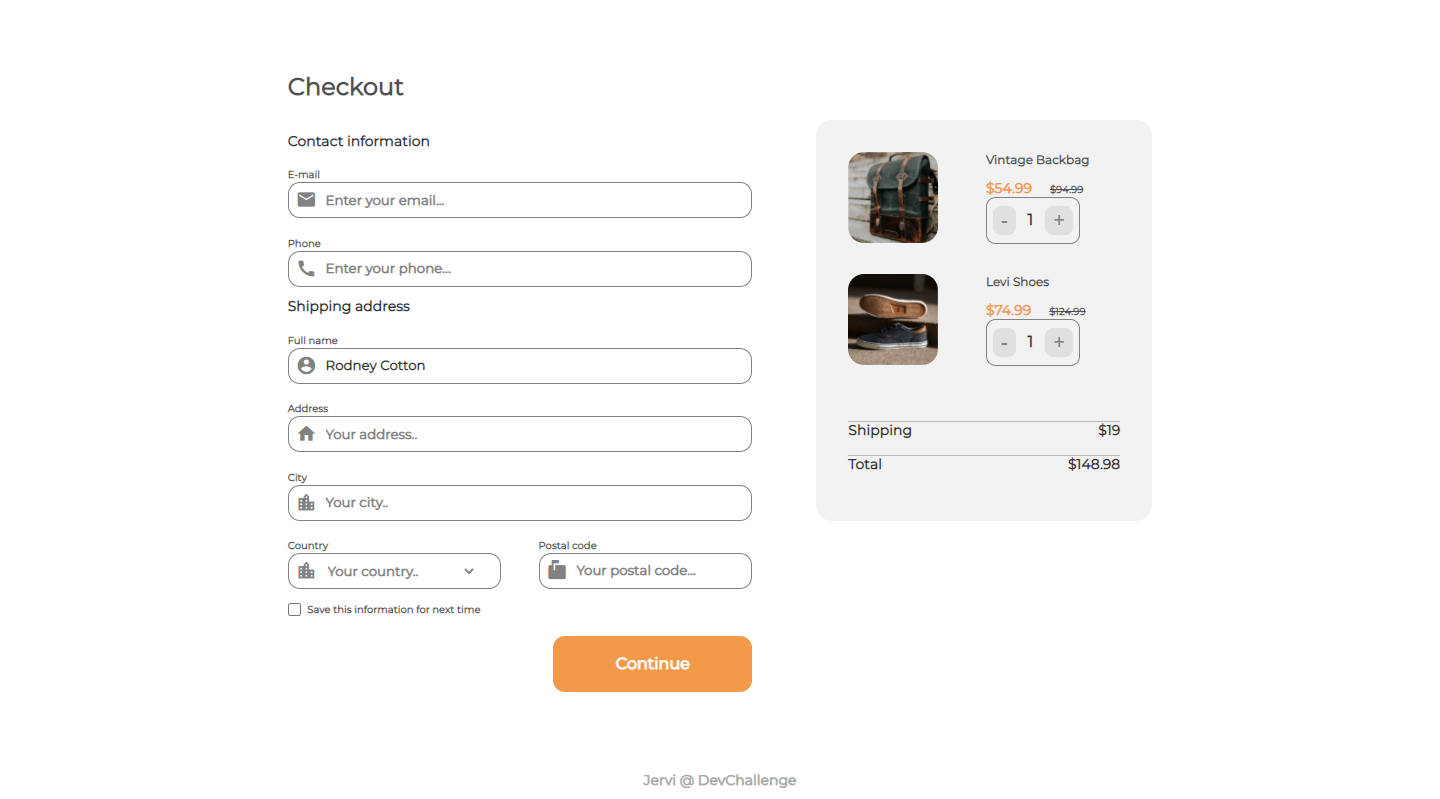 Checkout
Contact information
E-mail
Enter your email...
Phone
Enter your phone...
Shipping address
Full name
Rodney Cotton
Address
Your address..
City
Your city..
Country
Postal code
Your country..
Your postal code...
Save this information for next time
Continue
Vintage Backbag
$54.99 $94.99
- 1 +
Levi Shoes
$74.99 $124.99
- 1 +
Shipping $19
Total $148.98
Jervi @ DevChallenge